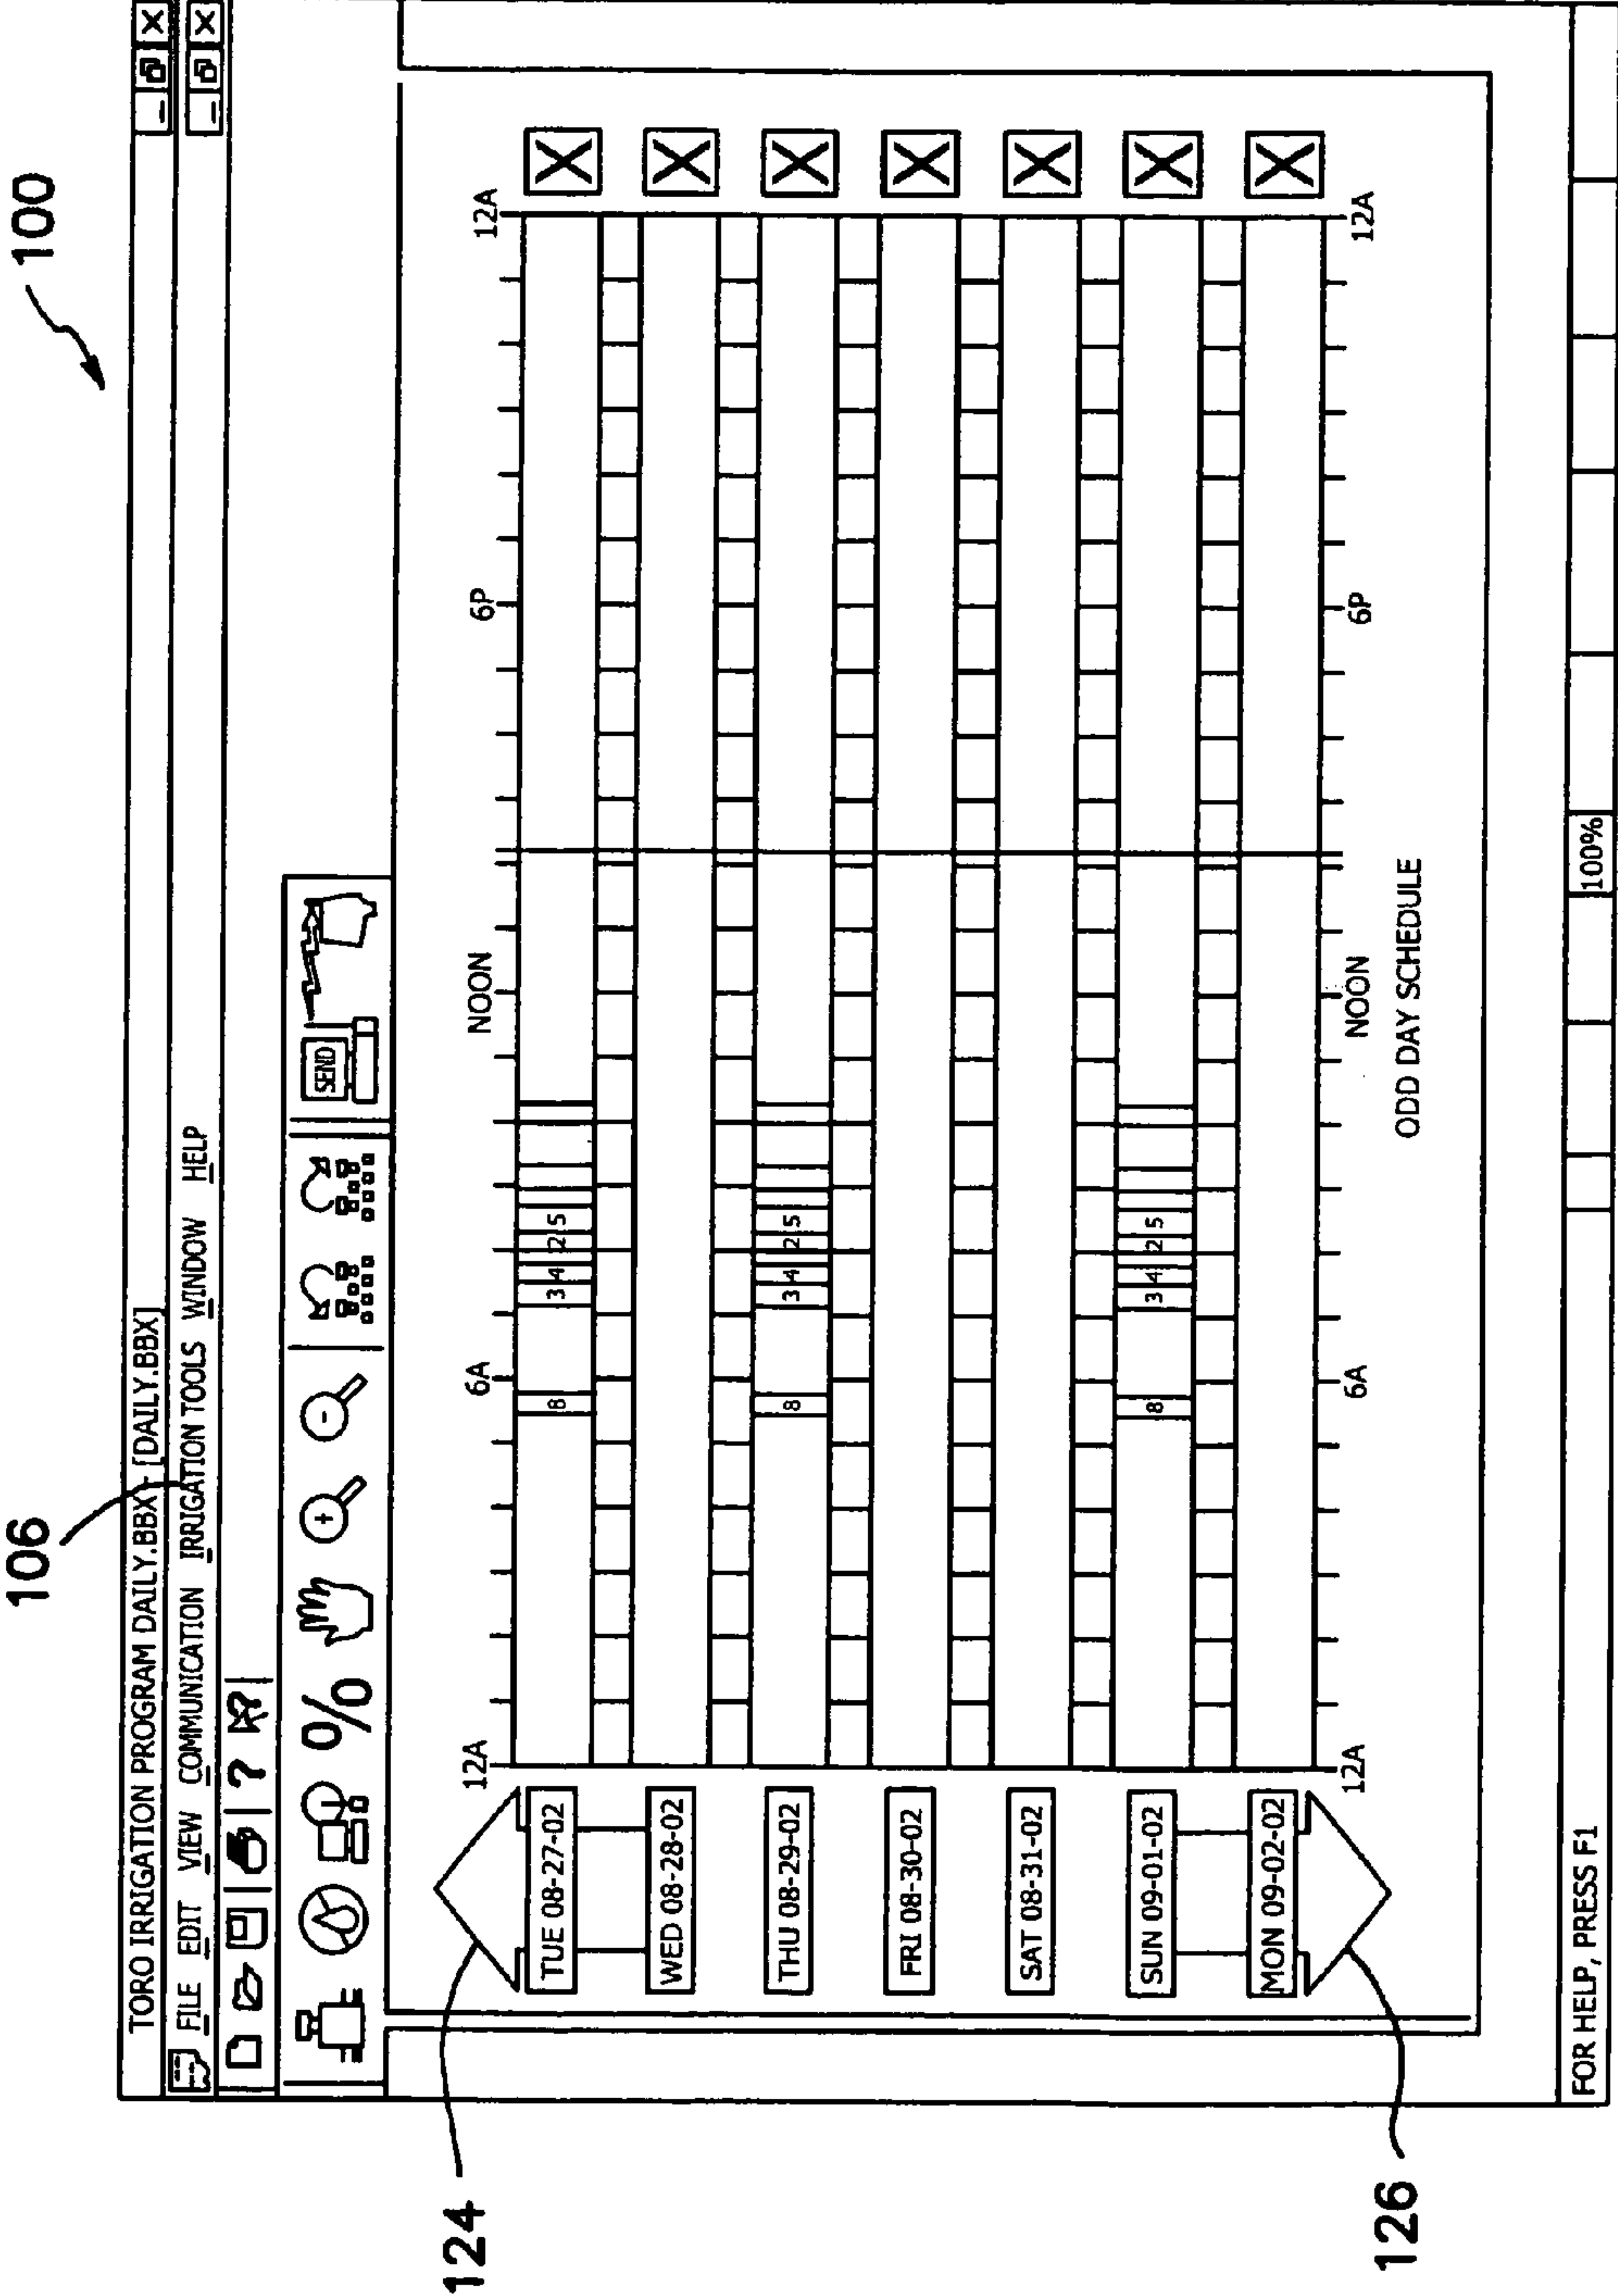 100
106
TORO IRRIGATION PROGRAM DAILY.BBX - [DAILY.BBX]
FILE EDIT VIEW COMMUNICATION IRRIGATION TOOLS WINDOW HELP
?
?
%
+
-
SEND
124
12A 6A NOON 6P 12A
TUE 08-27-02 8 3 4 2 5
WED 08-28-02
THU 08-29-02 8 3 4 2 5
FRI 08-30-02
SAT 08-31-02
SUN 09-01-02 8 3 4 2 5
MON 09-02-02
12A 6A NOON 6P 12A
126
ODD DAY SCHEDULE
FOR HELP, PRESS F1 100%